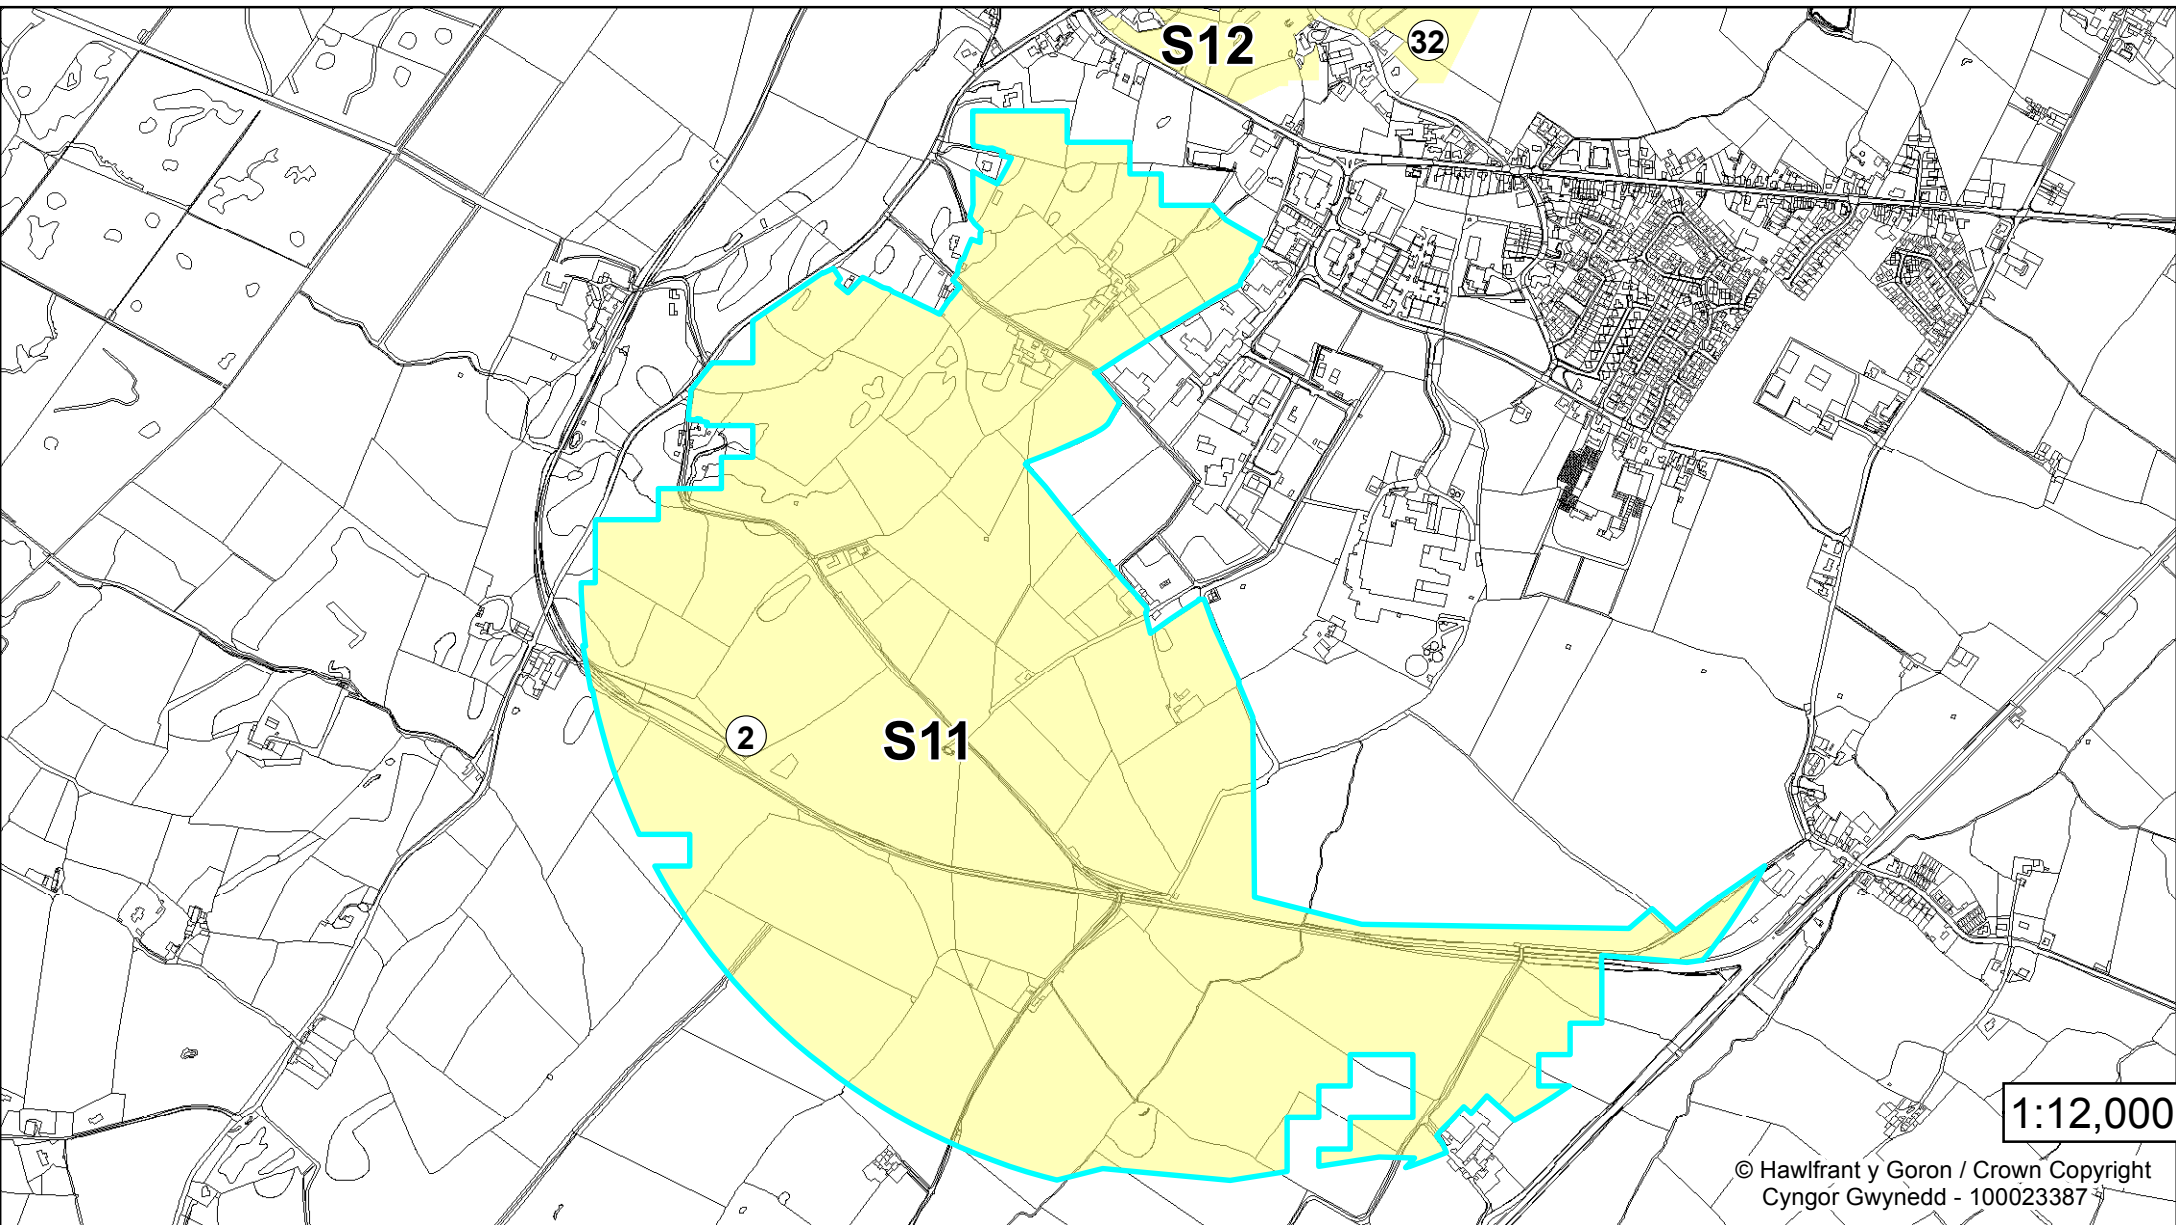 S12
32
2
S11
1:12,000
© Hawlfrant y Goron / Crown Copyright
Cyngor Gwynedd - 100023387